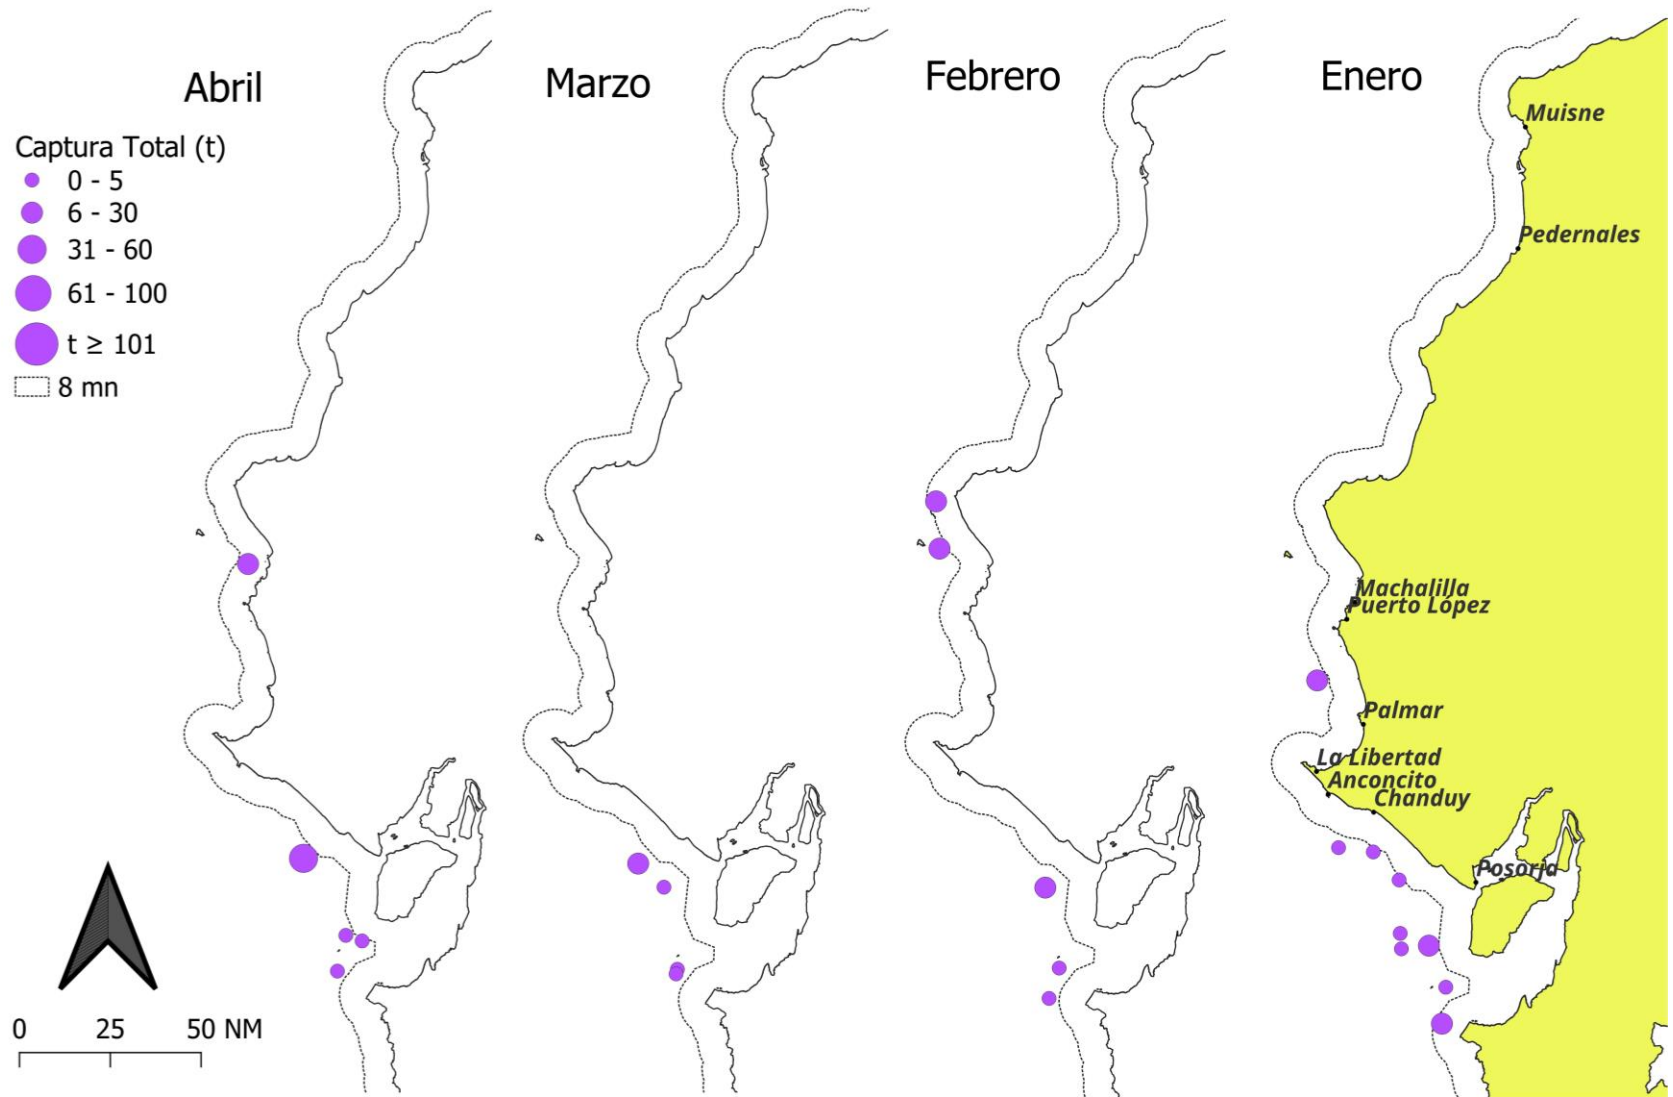 Abril
Marzo
Febrero
Enero
Captura Total (t)
0 - 5
6 - 30
31 - 60
61 - 100
t ≥ 101
8 mn
Muisne
Pedernales
Machalilla
Puerto López
Palmar
La Libertad
Anconcito
Chanduy
Posorja
0 25 50 NM